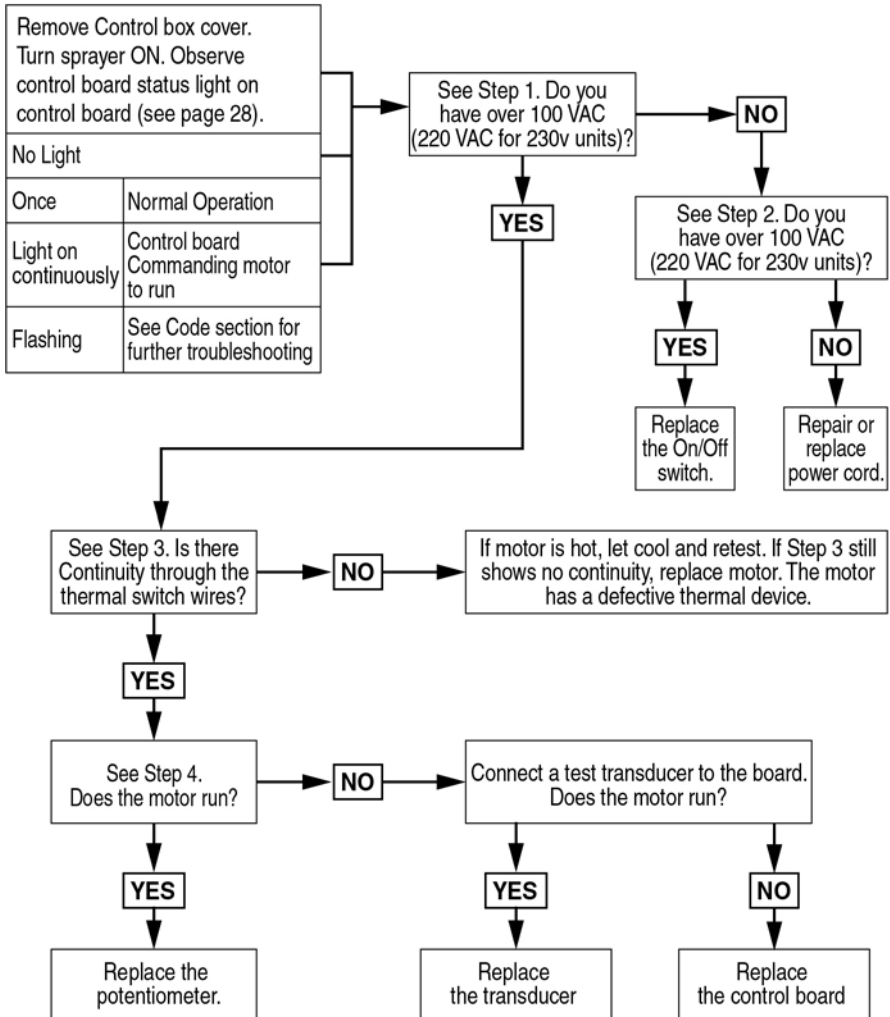 Remove Control box cover.
Turn sprayer ON. Observe
control board status light on
control board (see page 28).
No Light
Once
Normal Operation
Light on
continuously
Control board
Commanding motor
to run
Flashing
See Code section for
further troubleshooting
See Step 1. Do you
have over 100 VAC
(220 VAC for 230v units)?
NO
YES
See Step 2. Do you
have over 100 VAC
(220 VAC for 230v units)?
YES
NO
Replace
the On/Off
switch.
Repair or
replace
power cord.
See Step 3. Is there
Continuity through the
thermal switch wires?
NO
If motor is hot, let cool and retest. If Step 3 still
shows no continuity, replace motor. The motor
has a defective thermal device.
YES
See Step 4.
Does the motor run?
NO
Connect a test transducer to the board.
Does the motor run?
YES
YES
NO
Replace the
potentiometer.
Replace
the transducer
Replace
the control board